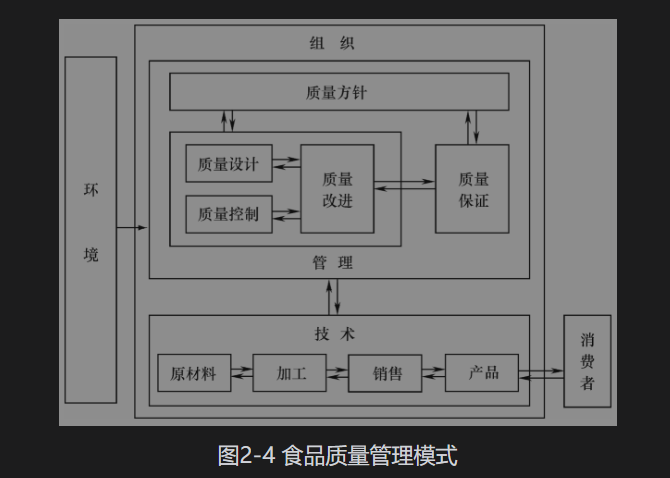 组 织
质量方针
质量设计
质量控制
质量
改进
质量
保证
管 理
环
境
技 术
原材料
加工
销售
产品
消
费
者
图2-4 食品质量管理模式